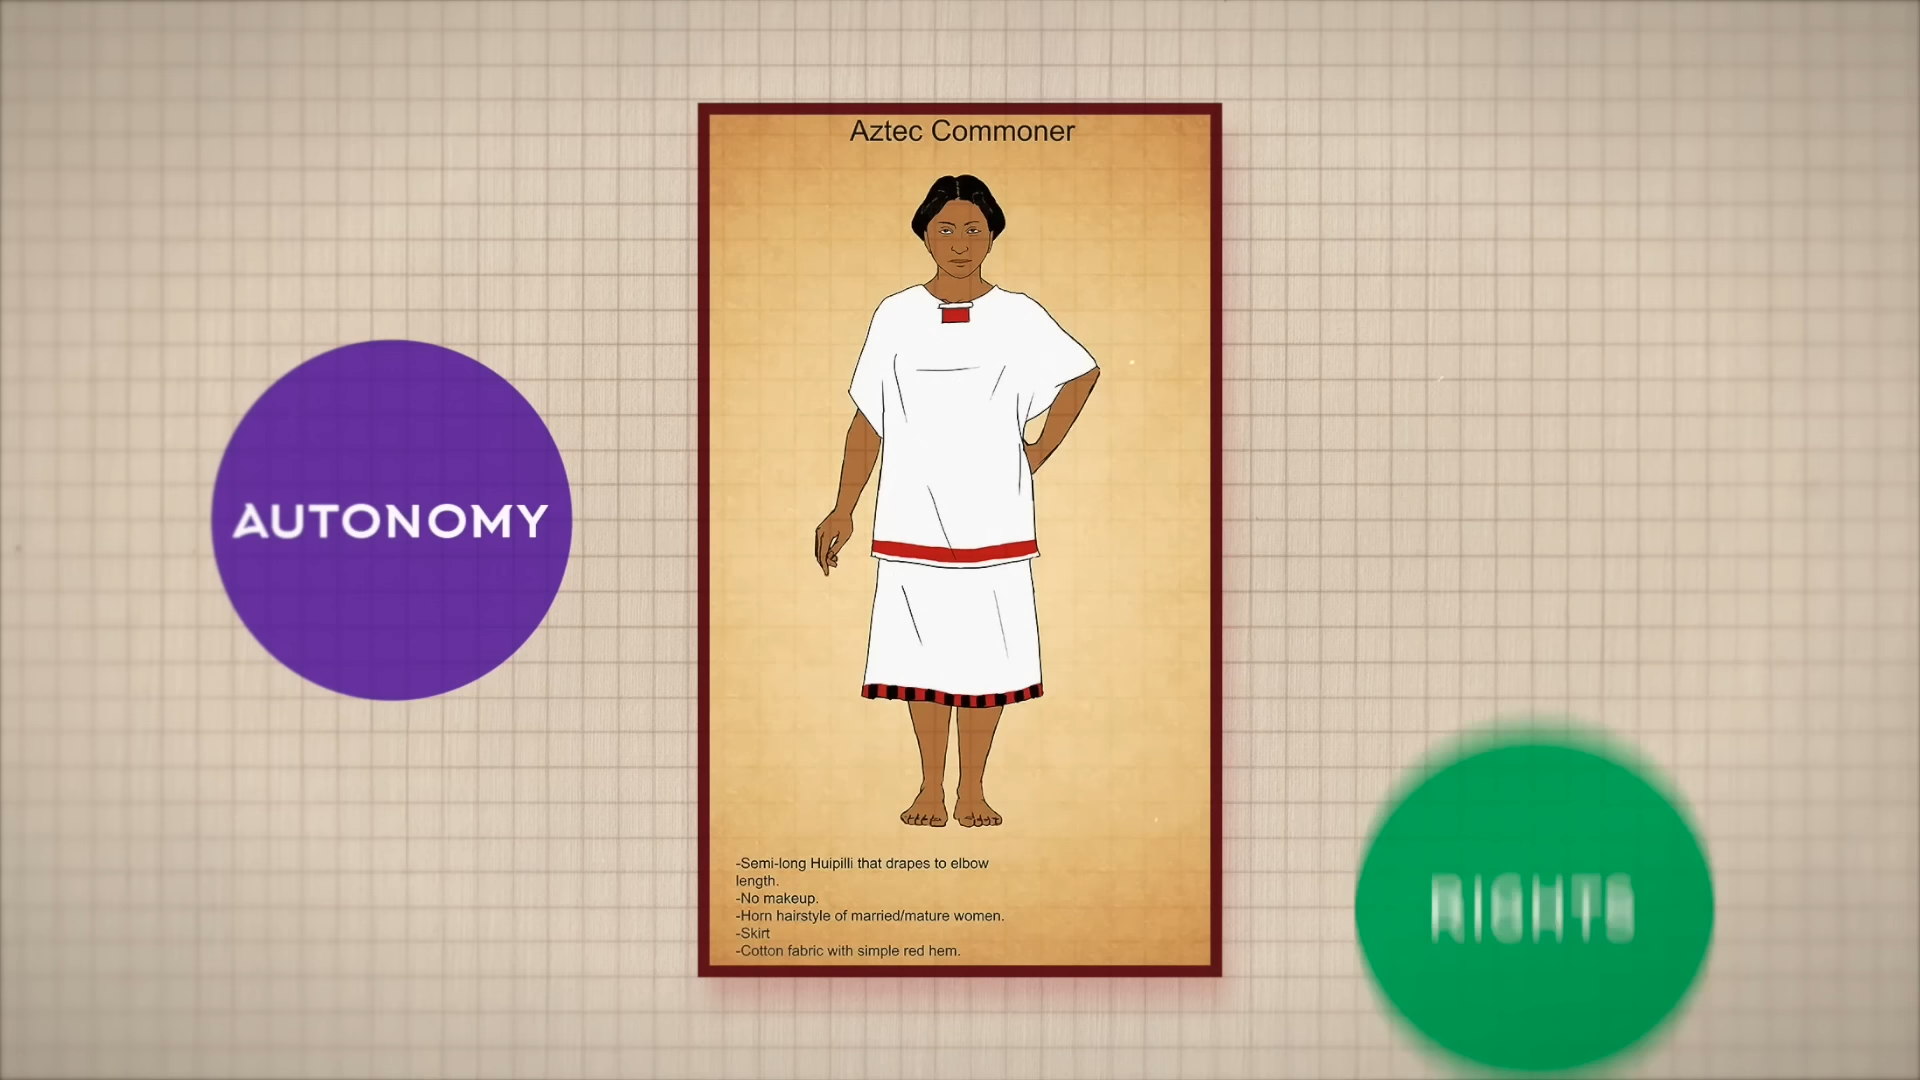 Aztec Commoner
AUTONOMY
RIGHTS
-Semi-long Huipilli that drapes to elbow
length.
-No makeup.
-Horn hairstyle of married/mature women.
-Skirt
-Cotton fabric with simple red hem.